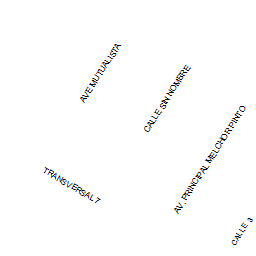 AVE MUTUALISTA
CALLE SIN NOMBRE
AV. PRINCIPAL MELCHOR PINTO
TRANSVERSAL 7
CALLE 3